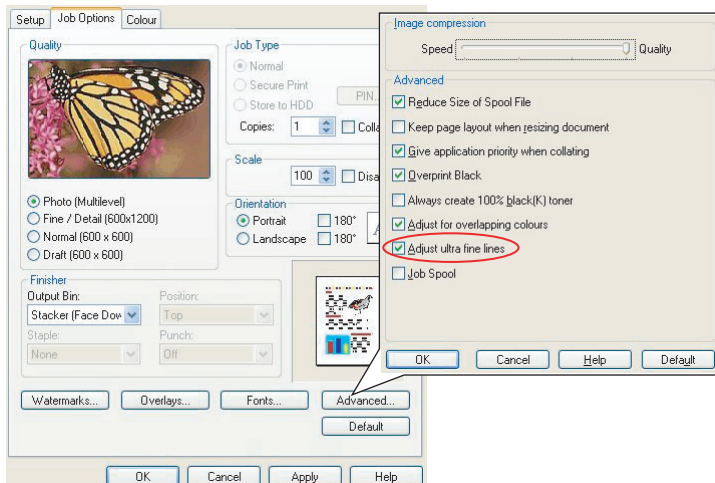 Setup Job Options Colour
Quality
Photo (Multilevel)
Fine / Detail (600x1200)
Normal (600 x 600)
Draft (600 x 600)
Job Type
Normal
Secure Print
Store to HDD
PIN..
Copies: 1
Scale
100
Orientation
Portrait 180°
Landscape 180°
A
Finisher
Output Bin: Position:
Stacker (Face Dow Top
Staple: Punch:
None Off
Watermarks... Overlays... Fonts... Advanced...
Default
OK Cancel Apply Help
Image compression
Speed Quality
Advanced
Reduce Size of Spool File
Keep page layout when resizing document
Give application priority when collating
Overprint Black
Always create 100% black(K) toner
Adjust for overlapping colours
Adjust ultra fine lines
Job Spool
OK Cancel Help Default